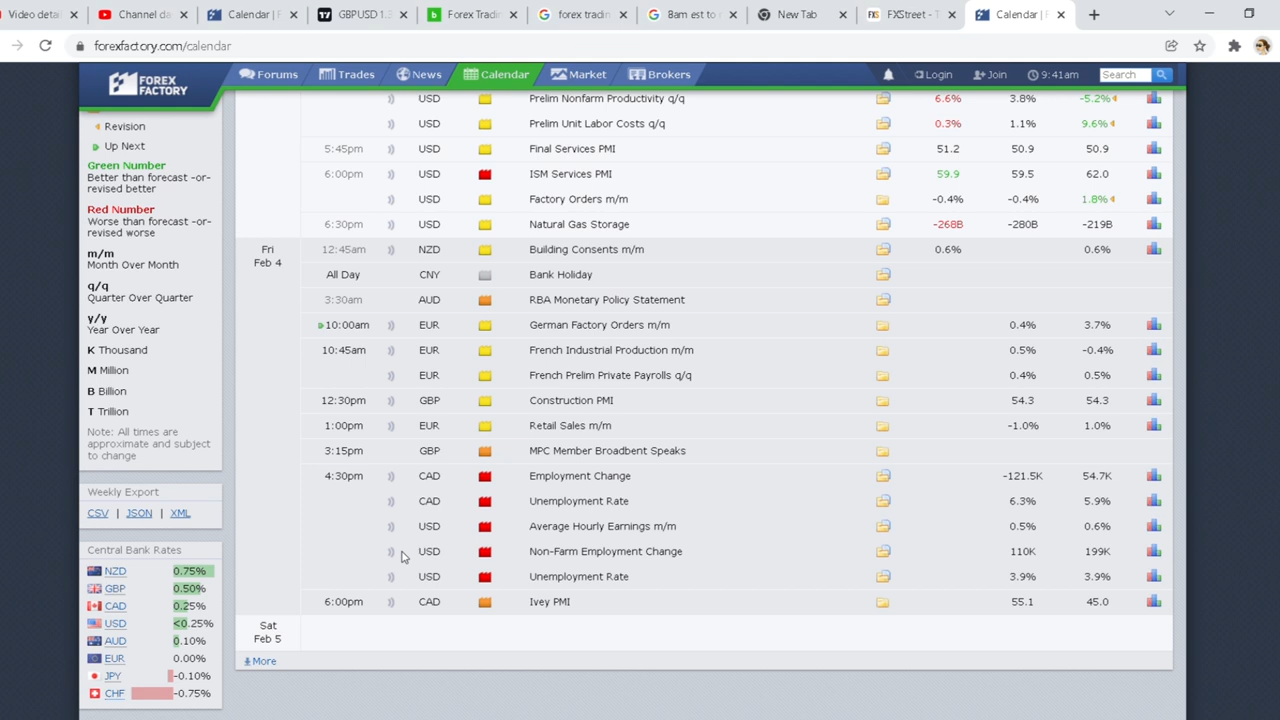 Video detai
Channel da
Calendar | F
GBPUSD 1.3
Forex Tradin
forex tradin
8am est to n
New Tab
FXStreet - T
Calendar | F
forexfactory.com/calendar
FOREX FACTORY
Forums
Trades
News
Calendar
Market
Brokers
Login
Join
9:41am
Search
Revision
Up Next
Green Number
Better than forecast -or-
revised better
Red Number
Worse than forecast -or-
revised worse
m/m
Month Over Month
q/q
Quarter Over Quarter
y/y
Year Over Year
K Thousand
M Million
B Billion
T Trillion
Note: All times are
approximate and subject
to change
Weekly Export
CSV | JSON | XML
Central Bank Rates
NZD 0.75%
GBP 0.50%
CAD 0.25%
USD <0.25%
AUD 0.10%
EUR 0.00%
JPY -0.10%
CHF -0.75%
USD Prelim Nonfarm Productivity q/q 6.6% 3.8% -5.2%
USD Prelim Unit Labor Costs q/q 0.3% 1.1% 9.6%
5:45pm USD Final Services PMI 51.2 50.9 50.9
6:00pm USD ISM Services PMI 59.9 59.5 62.0
USD Factory Orders m/m -0.4% -0.4% 1.8%
6:30pm USD Natural Gas Storage -268B -280B -219B
Fri
Feb 4
12:45am NZD Building Consents m/m 0.6% 0.6%
All Day CNY Bank Holiday
3:30am AUD RBA Monetary Policy Statement
10:00am EUR German Factory Orders m/m 0.4% 3.7%
10:45am EUR French Industrial Production m/m 0.5% -0.4%
EUR French Prelim Private Payrolls q/q 0.4% 0.5%
12:30pm GBP Construction PMI 54.3 54.3
1:00pm EUR Retail Sales m/m -1.0% 1.0%
3:15pm GBP MPC Member Broadbent Speaks
4:30pm CAD Employment Change -121.5K 54.7K
CAD Unemployment Rate 6.3% 5.9%
USD Average Hourly Earnings m/m 0.5% 0.6%
USD Non-Farm Employment Change 110K 199K
USD Unemployment Rate 3.9% 3.9%
6:00pm CAD Ivey PMI 55.1 45.0
Sat
Feb 5
More